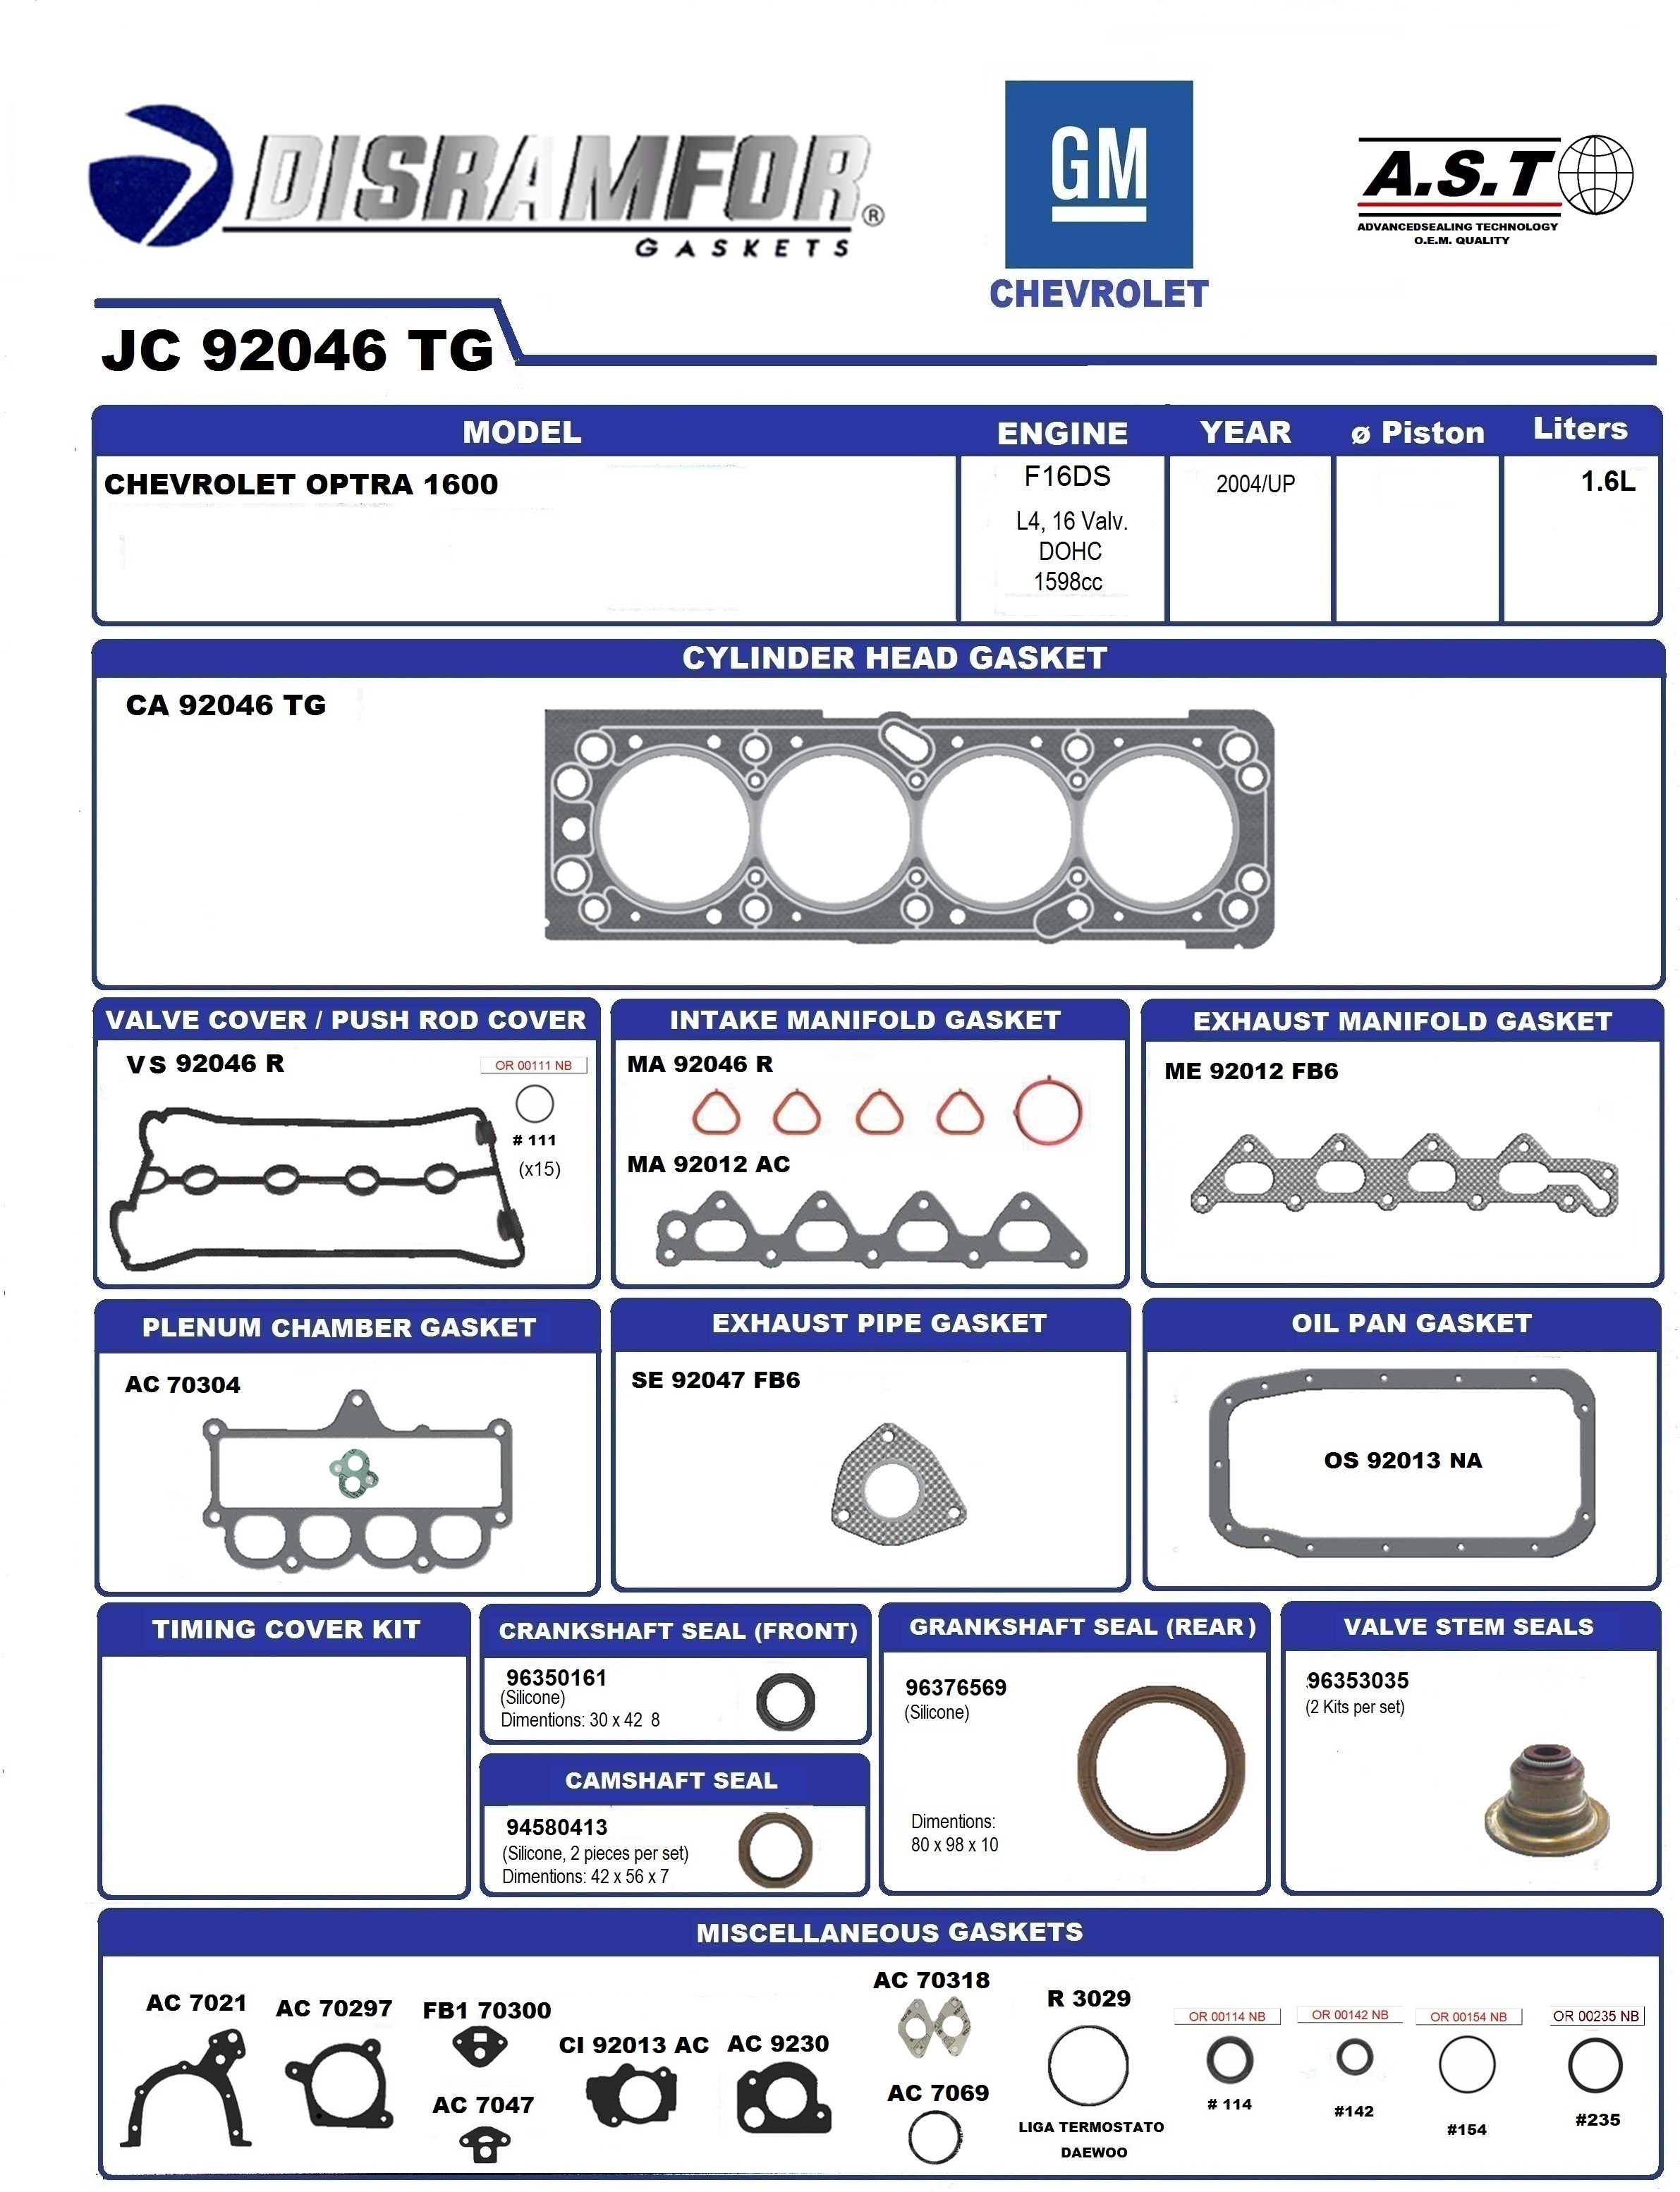 DISRAMFOR®
GASKETS
GM
CHEVROLET
A.S.T
ADVANCEDSEALING TECHNOLOGY
O.E.M. QUALITY
JC 92046 TG
MODEL ENGINE YEAR ø Piston Liters
CHEVROLET OPTRA 1600 F16DS 2004/UP 1.6L
L4, 16 Valv.
DOHC
1598cc
CYLINDER HEAD GASKET
CA 92046 TG
VALVE COVER / PUSH ROD COVER
VS 92046 R
OR 00111 NB
# 111
(x15)
INTAKE MANIFOLD GASKET
MA 92046 R
MA 92012 AC
EXHAUST MANIFOLD GASKET
ME 92012 FB6
PLENUM CHAMBER GASKET
AC 70304
EXHAUST PIPE GASKET
SE 92047 FB6
OIL PAN GASKET
OS 92013 NA
TIMING COVER KIT
CRANKSHAFT SEAL (FRONT)
96350161
(Silicone)
Dimentions: 30 x 42 8
CAMSHAFT SEAL
94580413
(Silicone, 2 pieces per set)
Dimentions: 42 x 56 x 7
GRANKSHAFT SEAL (REAR)
96376569
(Silicone)
Dimentions:
80 x 98 x 10
VALVE STEM SEALS
96353035
(2 Kits per set)
MISCELLANEOUS GASKETS
AC 7021
AC 70297
FB1 70300
AC 7047
CI 92013 AC
AC 9230
AC 70318
AC 7069
R 3029
LIGA TERMOSTATO
DAEWOO
OR 00114 NB
# 114
OR 00142 NB
#142
OR 00154 NB
#154
OR 00235 NB
#235